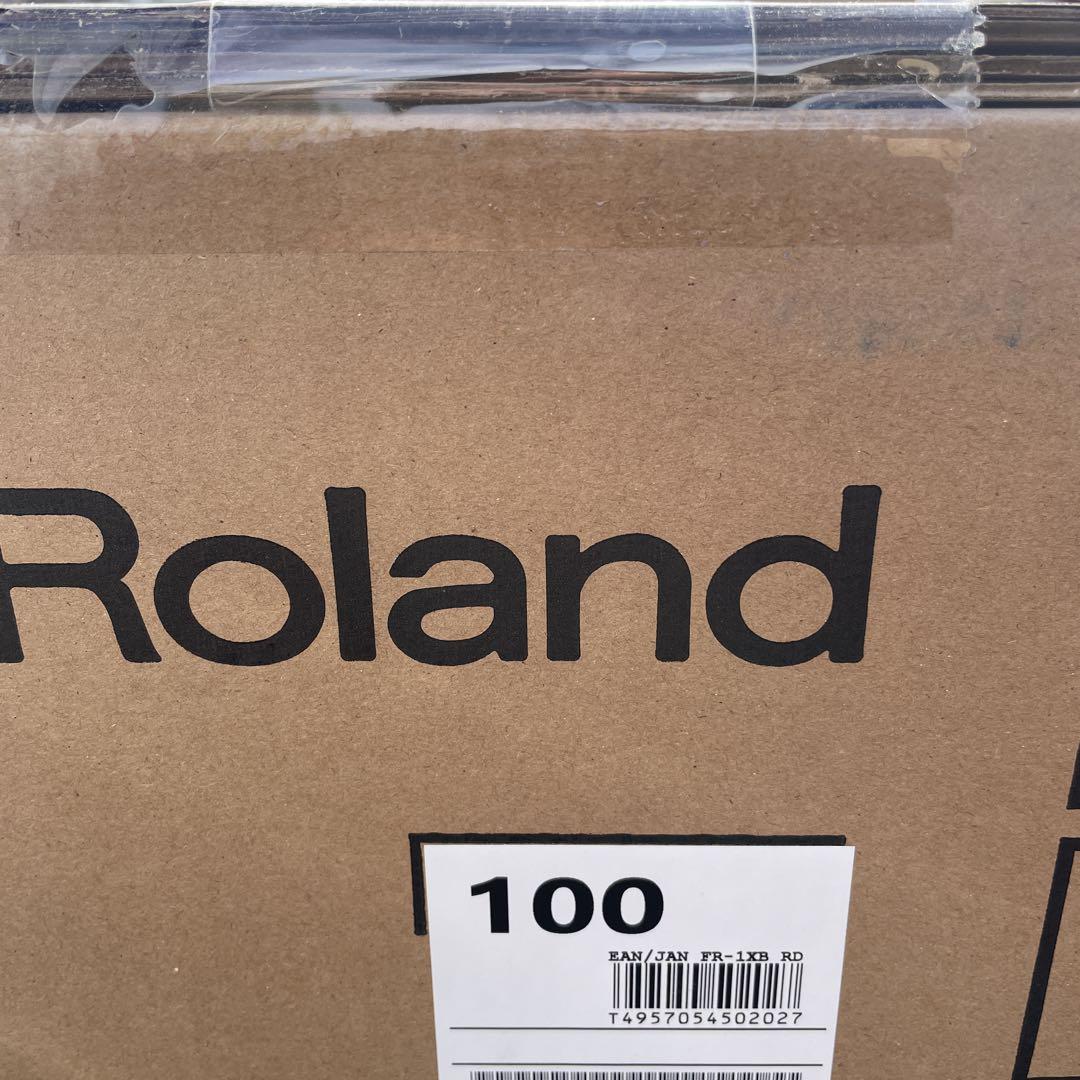 Roland
100
EAN/JAN FR-1XB RD
T4957054502027